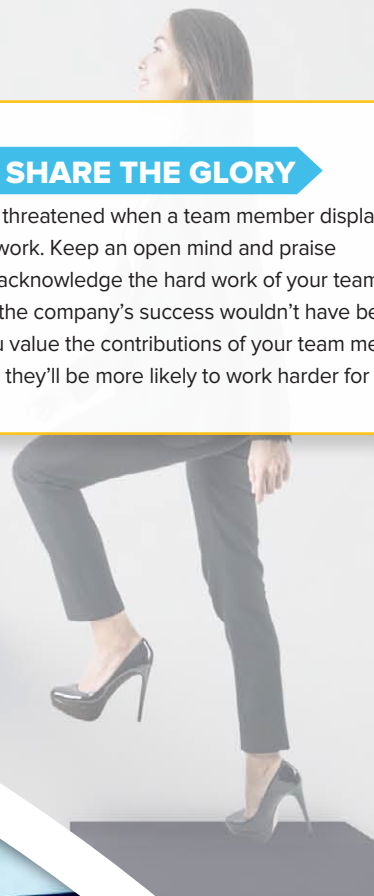 SHARE THE GLORY
threatened when a team member displa
work. Keep an open mind and praise
acknowledge the hard work of your team
the company’s success wouldn’t have be
u value the contributions of your team me
they’ll be more likely to work harder for